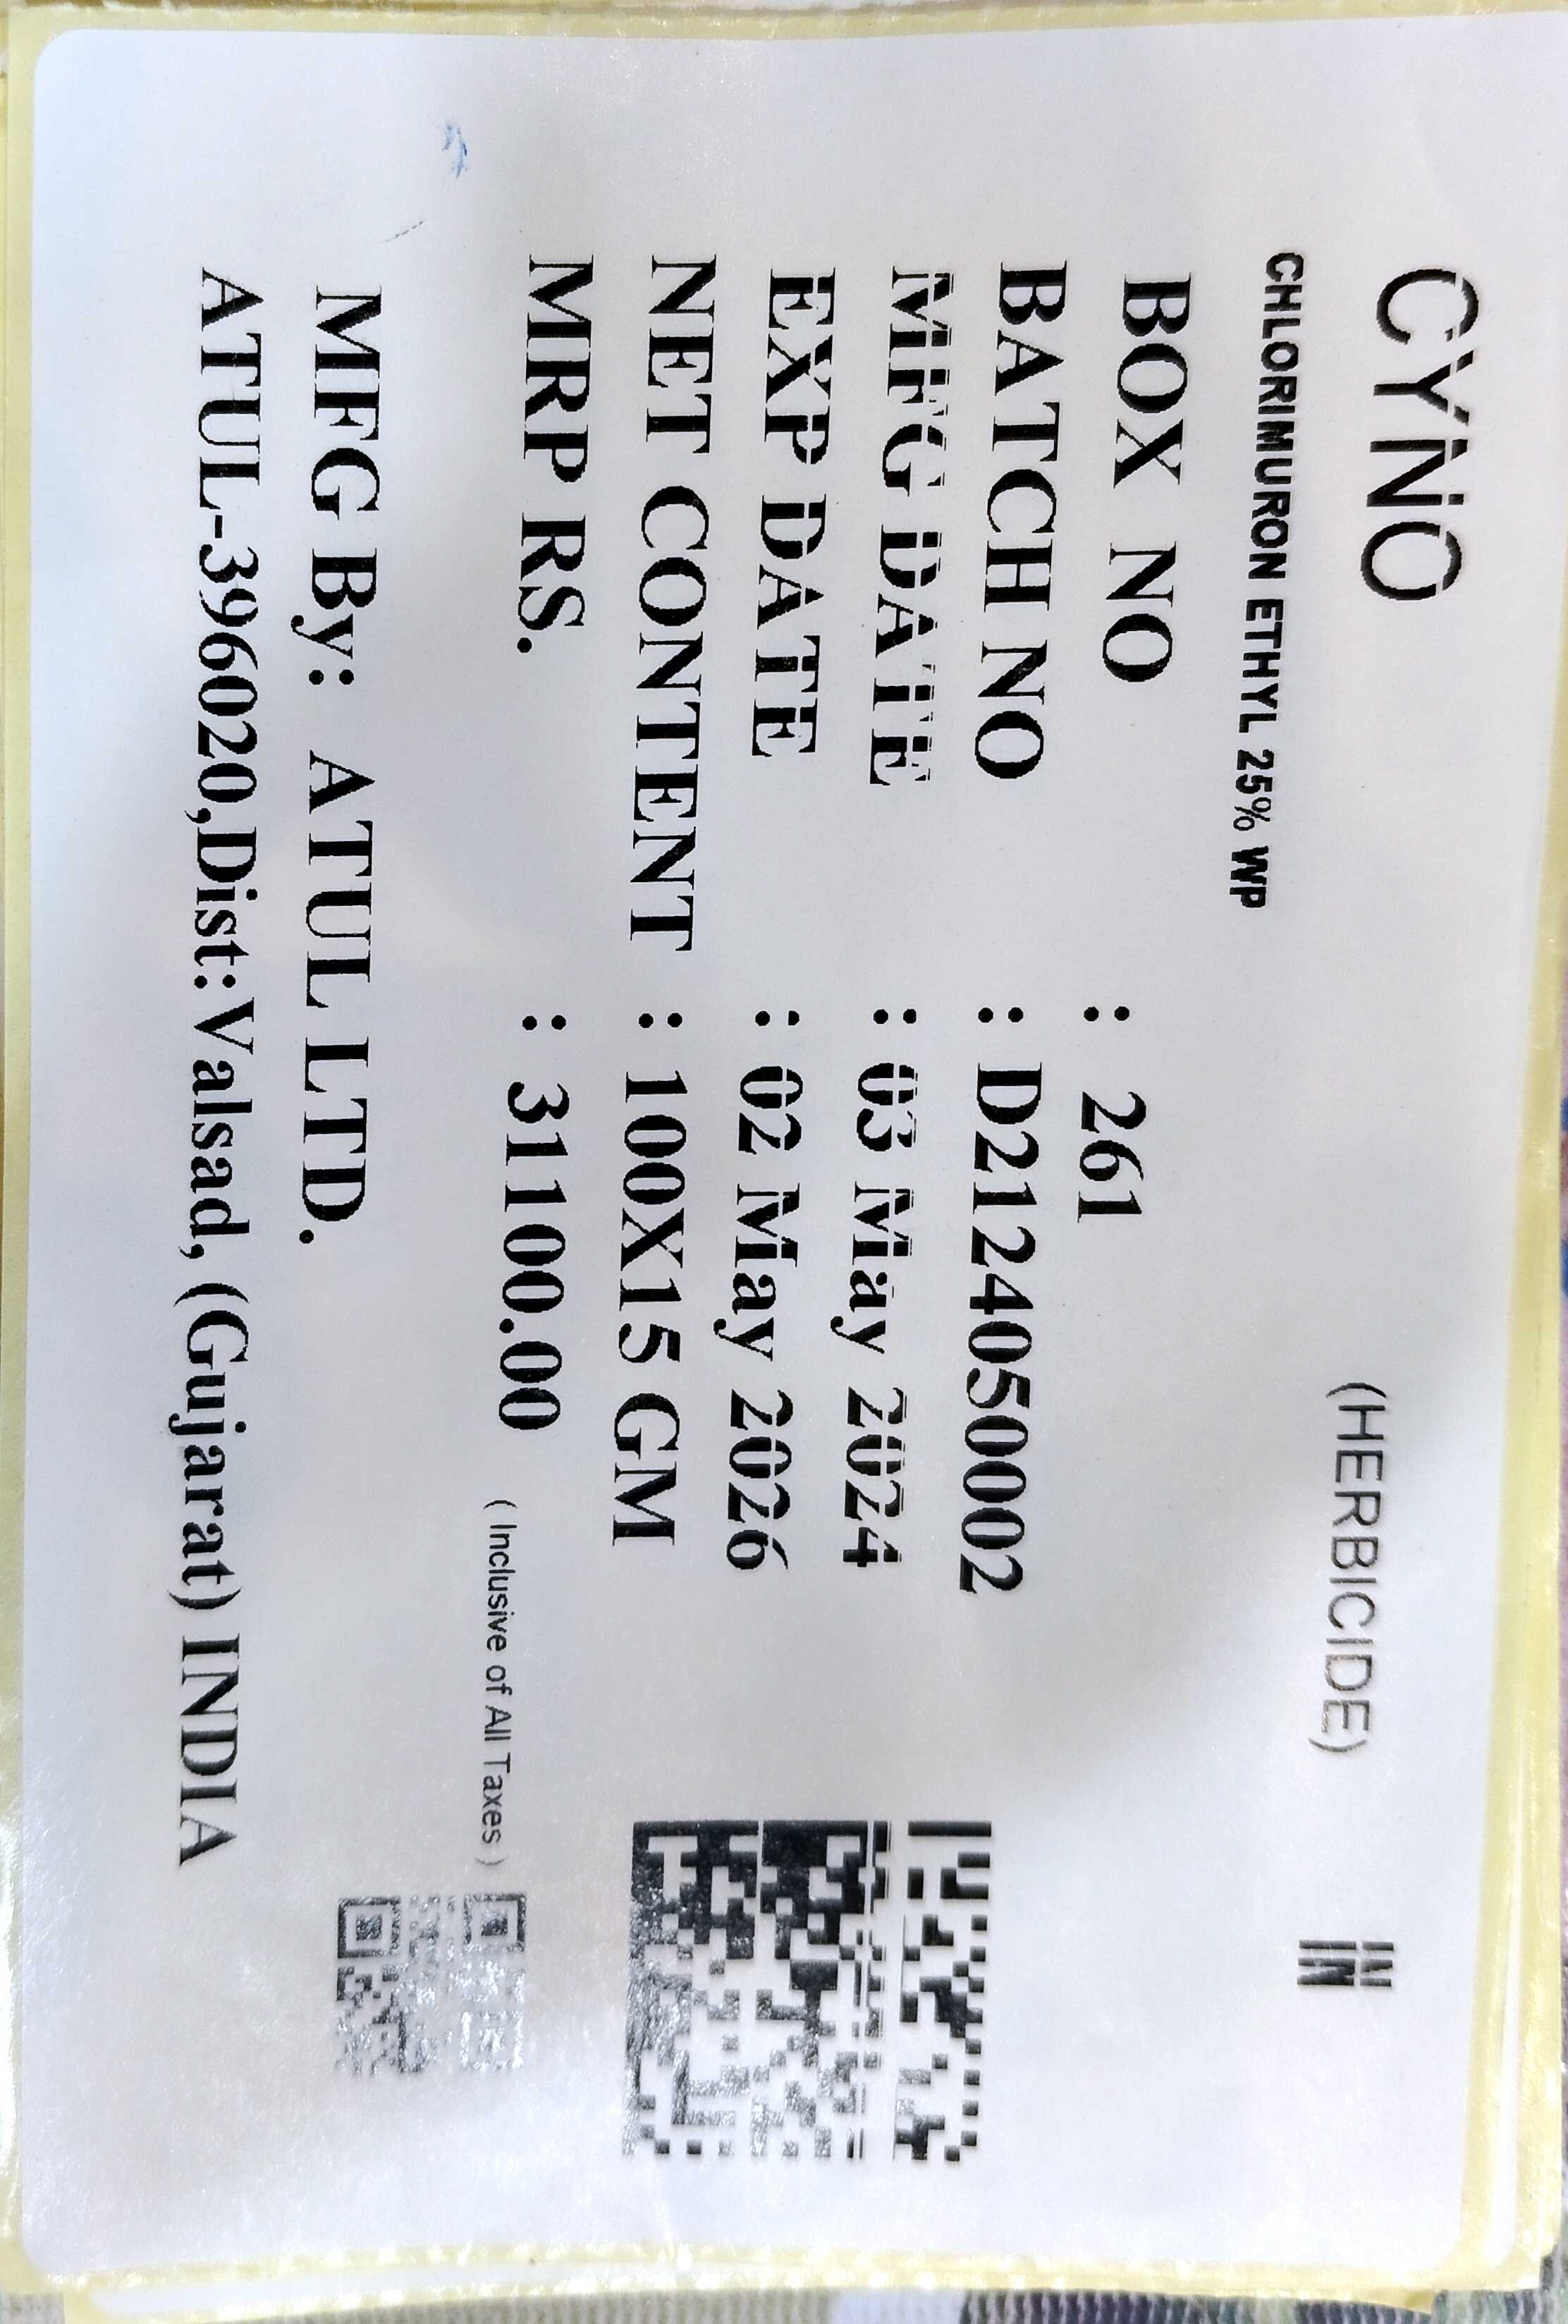 CYNO (HERBICIDE) IN
CHLORIMURON ETHYL 25% WP
BOX NO : 261
BATCH NO : D212405002
MFG DATE : 03 May 2024
EXP DATE : 02 May 2026
NET CONTENT : 100X15 GM
MRP RS. : 31100.00 ( Inclusive of All Taxes )
MFG By: ATUL LTD.
ATUL-396020,Dist:Valsad, (Gujarat) INDIA